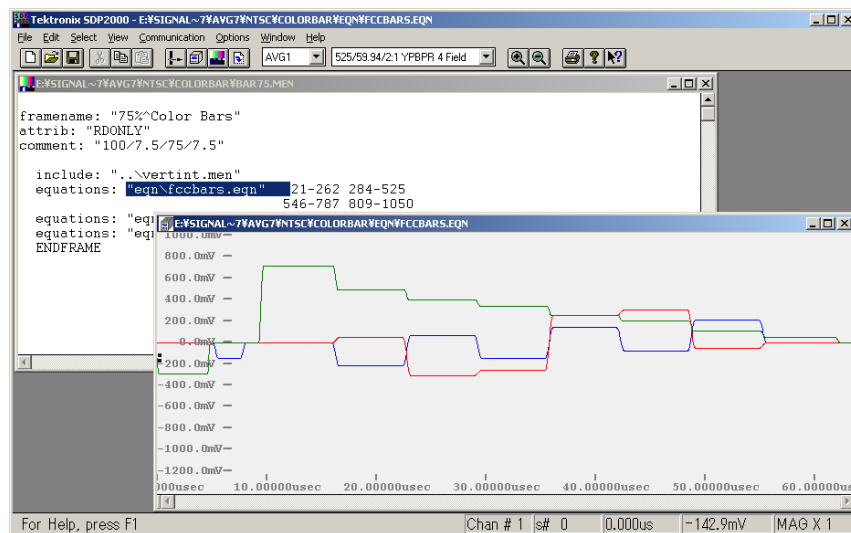 Tektronix SDP2000 - E:¥SIGNAL~7¥AVG7¥NTSC¥COLORBAR¥EQN¥FCCBARS.EQN
File Edit Select View Communication Options Window Help
AVG1 525/59.94/2:1 YPBPR 4 Field
E:¥SIGNAL~7¥AVG7¥NTSC¥COLORBAR¥BAR75.MEN
framename: "75%^Color Bars"
attrib: "RDONLY"
comment: "100/7.5/75/7.5"
include: "..\vertint.men"
equations: "eqn\fccbars.eqn" 21-262 284-525
546-787 809-1050
equations: "eq
equations: "eq
ENDFRAME
E:¥SIGNAL~7¥AVG7¥NTSC¥COLORBAR¥EQN¥FCCBARS.EQN
1000.0mV
800.0mV
600.0mV
400.0mV
200.0mV
0.0mV
-200.0mV
-400.0mV
-600.0mV
-800.0mV
-1000.0mV
-1200.0mV
000usec 10.00000usec 20.00000usec 30.00000usec 40.00000usec 50.00000usec 60.00000us
For Help, press F1 Chan # 1 s# 0 0.000us -142.9mV MAG X 1